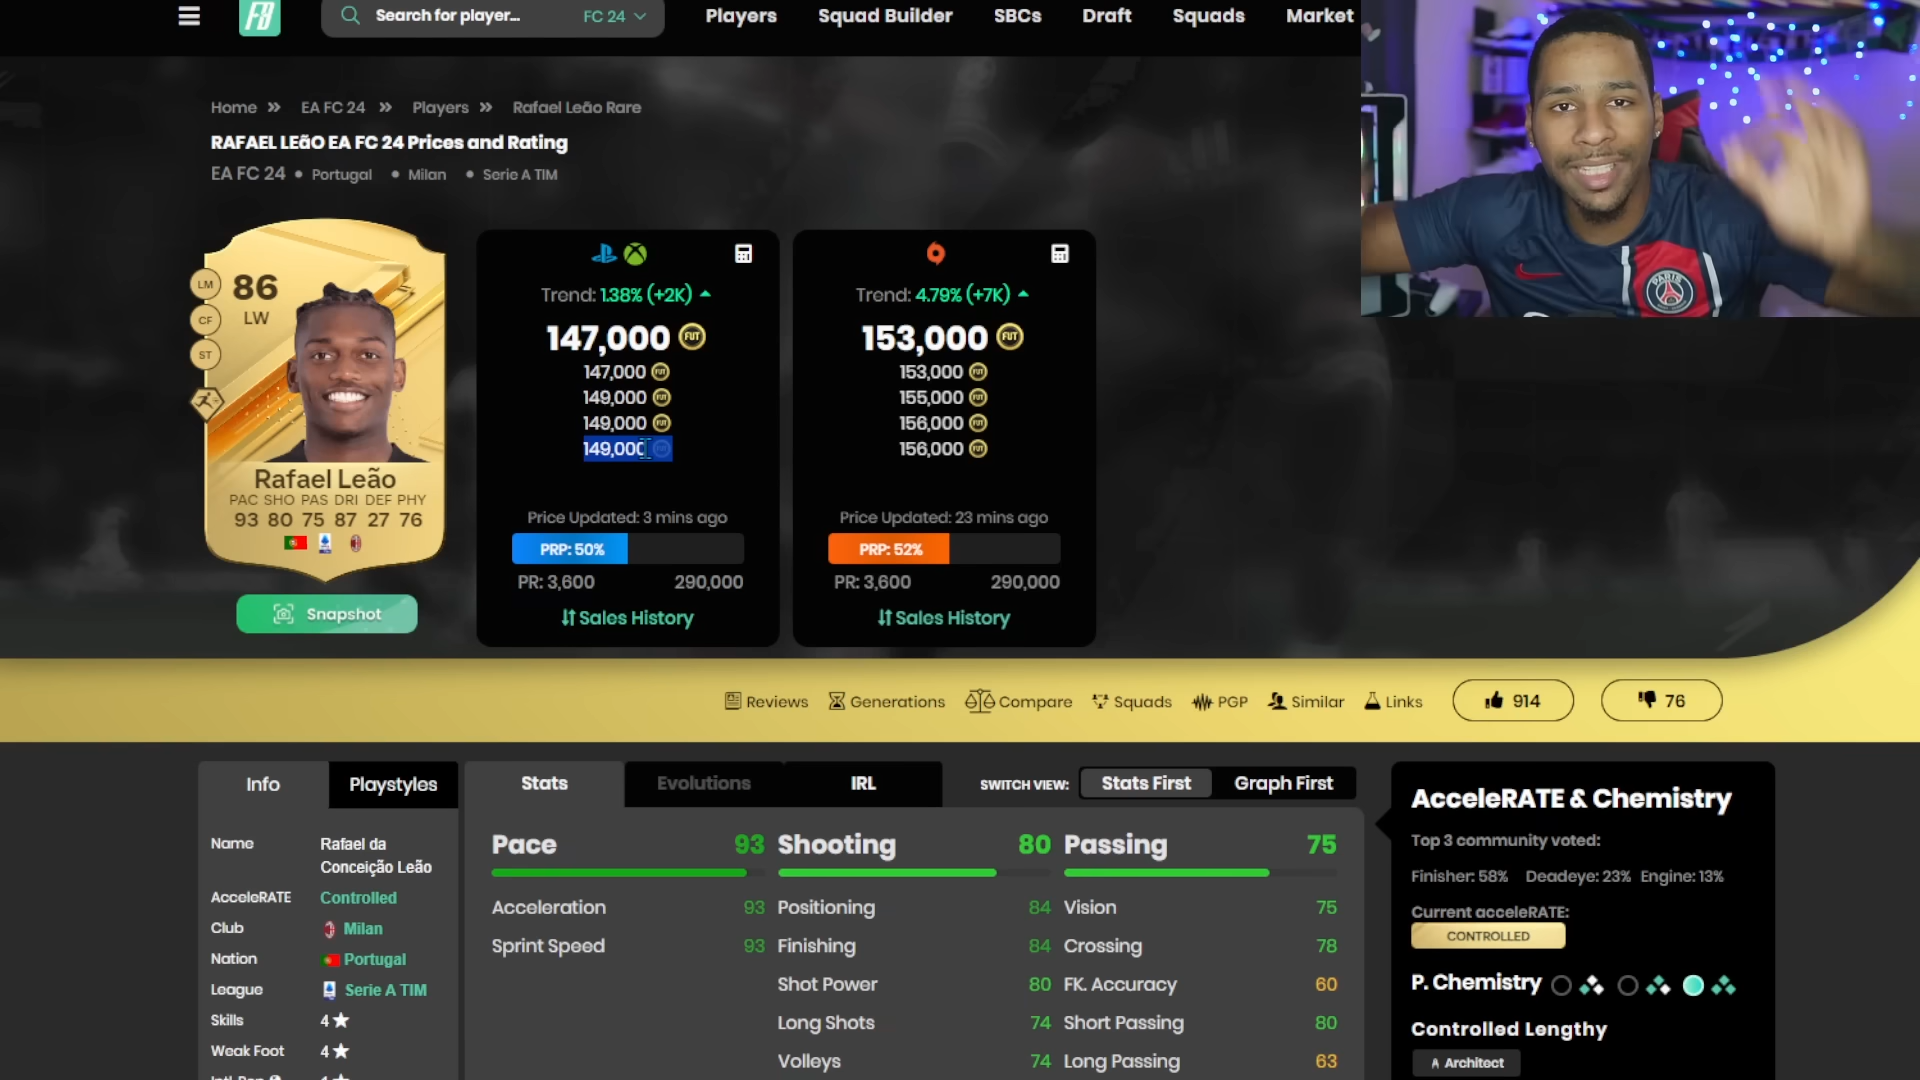 FB
Search for player...
FC 24
Players
Squad Builder
SBCs
Draft
Squads
Market
Home » EA FC 24 » Players » Rafael Leão Rare
RAFAEL LEãO EA FC 24 Prices and Rating
EA FC 24 • Portugal • Milan • Serie A TIM
LM
CF
ST
86
LW
Rafael Leão
PAC SHO PAS DRI DEF PHY
93 80 75 87 27 76
Snapshot
Trend: 1.38% (+2K)
147,000 FUT
147,000
149,000
149,000
149,000
Price Updated: 3 mins ago
PRP: 50%
PR: 3,600 290,000
Sales History
Trend: 4.79% (+7K)
153,000 FUT
153,000
155,000
156,000
156,000
Price Updated: 23 mins ago
PRP: 52%
PR: 3,600 290,000
Sales History
PARIS
Reviews
Generations
Compare
Squads
PGP
Similar
Links
914
76
Info
Playstyles
Name Rafael da
Conceição Leão
AcceleRATE Controlled
Club Milan
Nation Portugal
League Serie A TIM
Skills 4
Weak Foot 4
Stats
Evolutions
IRL
SWITCH VIEW: Stats First Graph First
Pace 93
Acceleration 93
Sprint Speed 93
Shooting 80
Positioning 84
Finishing 84
Shot Power 80
Long Shots 74
Volleys 74
Passing 75
Vision 75
Crossing 78
FK. Accuracy 60
Short Passing 80
Long Passing 63
AcceleRATE & Chemistry
Top 3 community voted:
Finisher: 58% Deadeye: 23% Engine: 13%
Current acceleRATE:
CONTROLLED
P. Chemistry
Controlled Lengthy
Architect